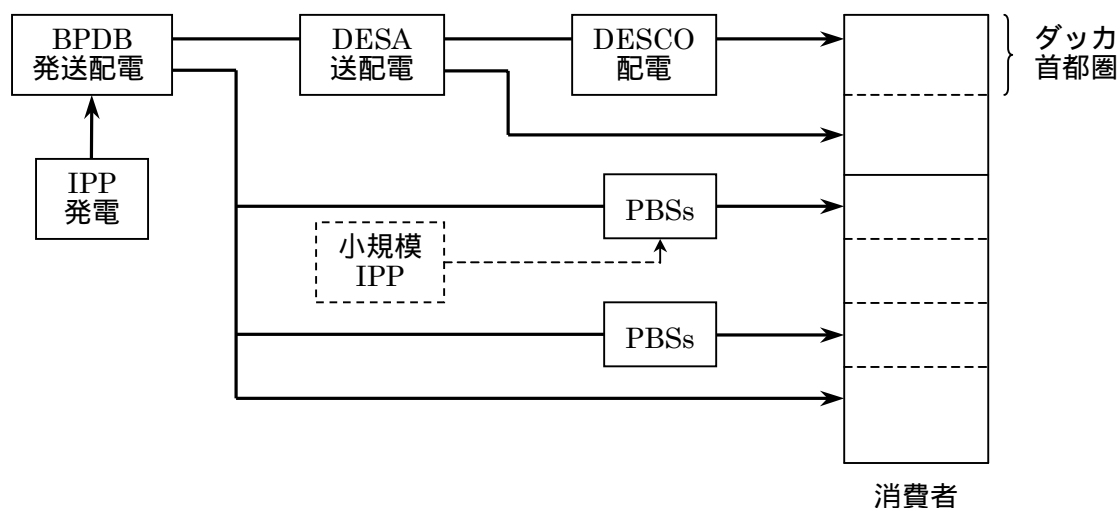 BPDB
発送配電
DESA
送配電
DESCO
配電
ダッカ
首都圏
IPP
発電
PBSs
小規模
IPP
PBSs
消費者